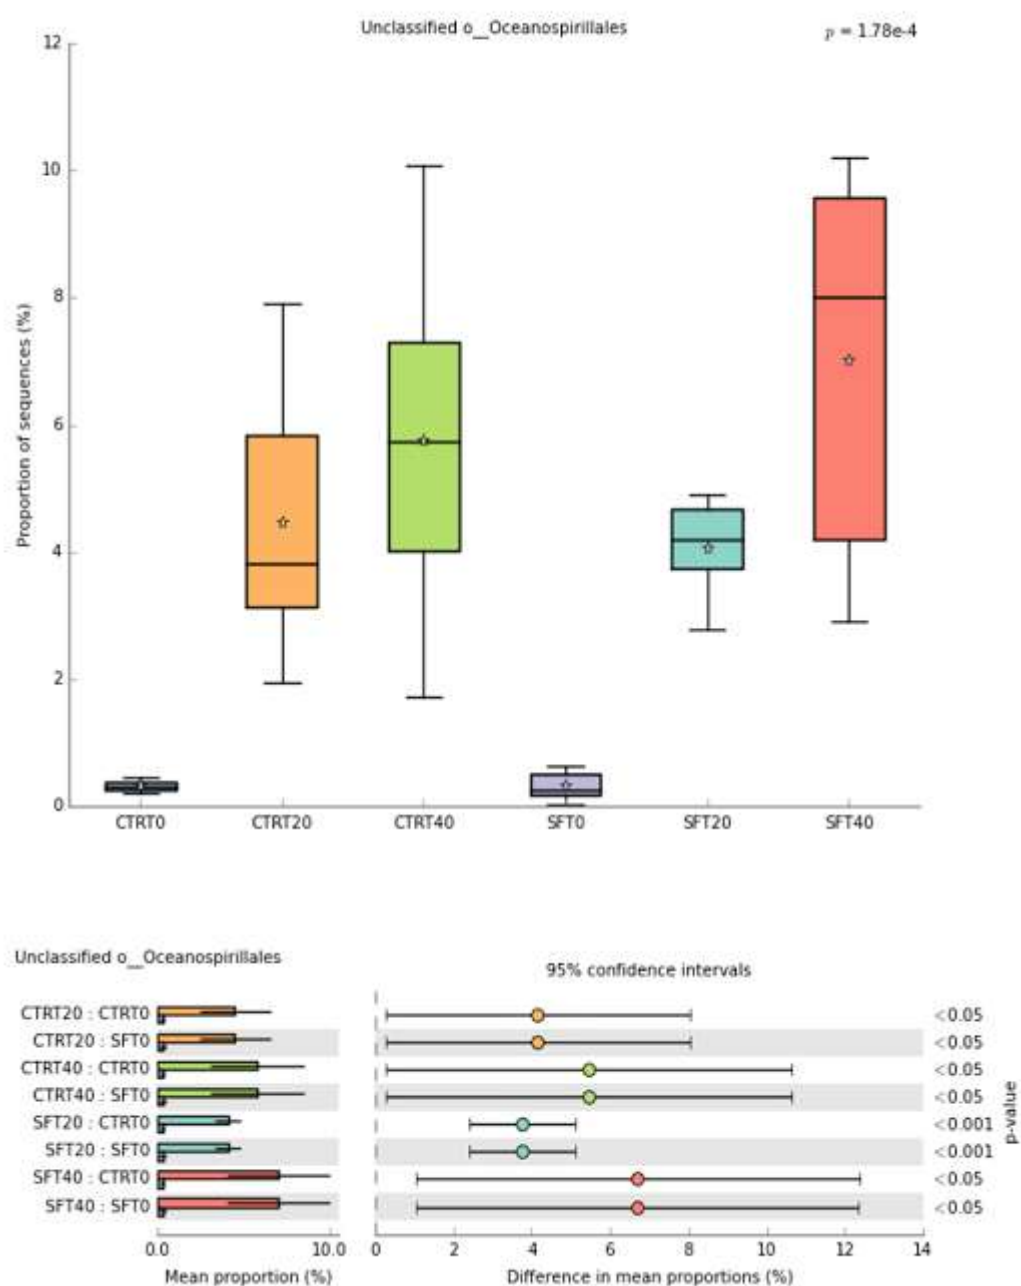 Unclassified o__Oceanospirillales
p = 1.78e-4
Proportion of sequences (%)
12
10
8
6
4
2
0
CTRT0 CTRT20 CTRT40 SFT0 SFT20 SFT40
Unclassified o__Oceanospirillales
95% confidence intervals
CTRT20 : CTRT0 <0.05
CTRT20 : SFT0 <0.05
CTRT40 : CTRT0 <0.05
CTRT40 : SFT0 <0.05
SFT20 : CTRT0 <0.001
SFT20 : SFT0 <0.001
SFT40 : CTRT0 <0.05
SFT40 : SFT0 <0.05
p-value
0.0 10.0 0 2 4 6 8 10 12 14
Mean proportion (%) Difference in mean proportions (%)